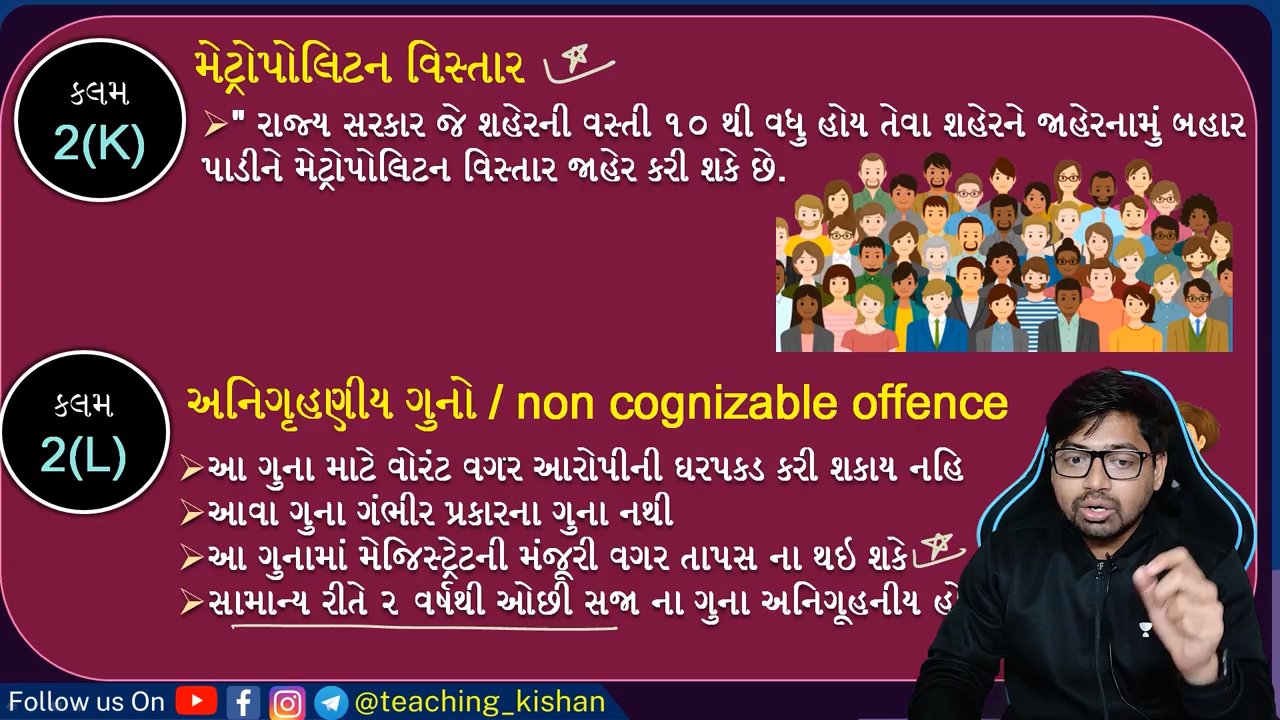 કલમ
2(K)
મેટ્રોપોલિટન વિસ્તાર
" રાજ્ય સરકાર જે શહેરની વસ્તી ૧૦ થી વધુ હોય તેવા શહેરને જાહેરનામું બહાર
પાડીને મેટ્રોપોલિટન વિસ્તાર જાહેર કરી શકે છે.
કલમ
2(L)
અનિગૃહણીય ગુનો / non cognizable offence
આ ગુના માટે વોરંટ વગર આરોપીની ધરપકડ કરી શકાય નહિ
આવા ગુના ગંભીર પ્રકારના ગુના નથી
આ ગુનામાં મેજિસ્ટ્રેટની મંજૂરી વગર તાપસ ના થઇ શકે
સામાન્ય રીતે ૨ વર્ષથી ઓછી સજા ના ગુના અનિગૂહનીય
Follow us On @teaching_kishan